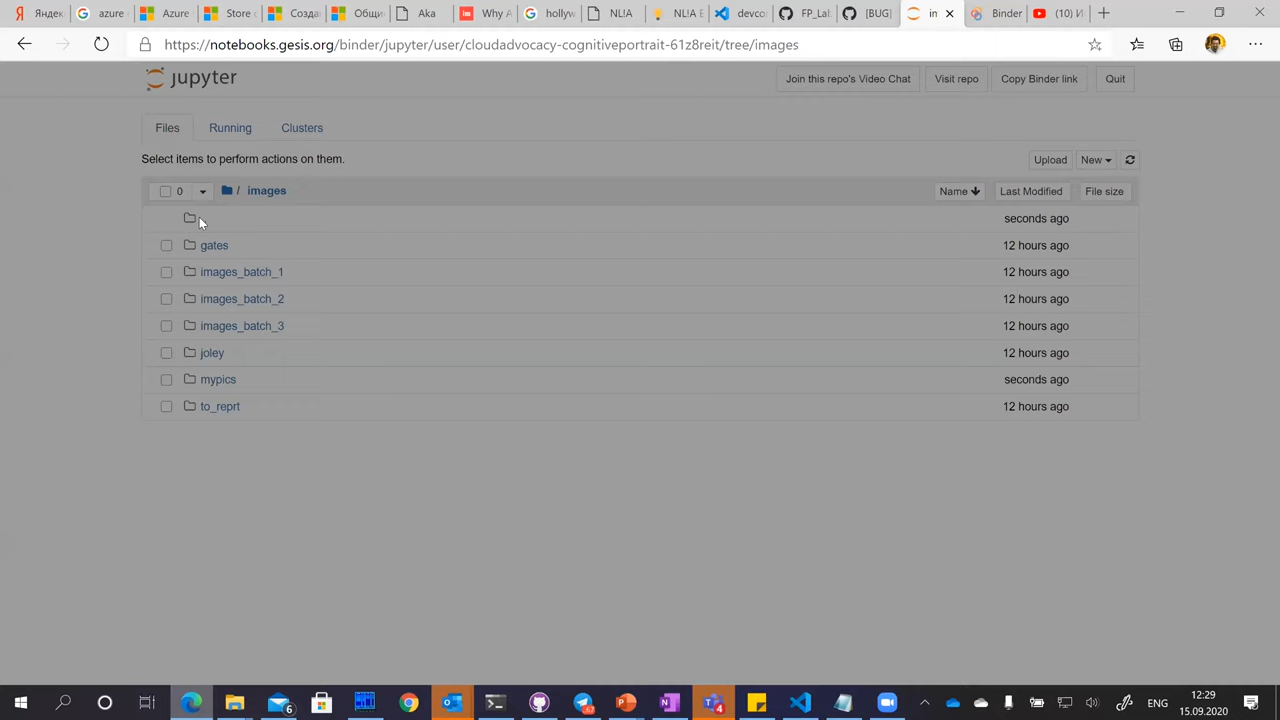 Яндек
azure
Azure
Store c
Созда
Общи
Aka
Why A
hollyw
NL!A
NL!A E
devco
FP_Lab
[BUG]
in
Binder
(10) И
https://notebooks.gesis.org/binder/jupyter/user/cloudadvocacy-cognitiveportrait-61z8reit/tree/images
jupyter
Join this repo's Video Chat
Visit repo
Copy Binder link
Quit
Files
Running
Clusters
Select items to perform actions on them.
Upload
New
0
/ images
Name
Last Modified
File size
seconds ago
gates 12 hours ago
images_batch_1 12 hours ago
images_batch_2 12 hours ago
images_batch_3 12 hours ago
joley 12 hours ago
mypics seconds ago
to_reprt 12 hours ago
6
4
ENG
12:29
15.09.2020